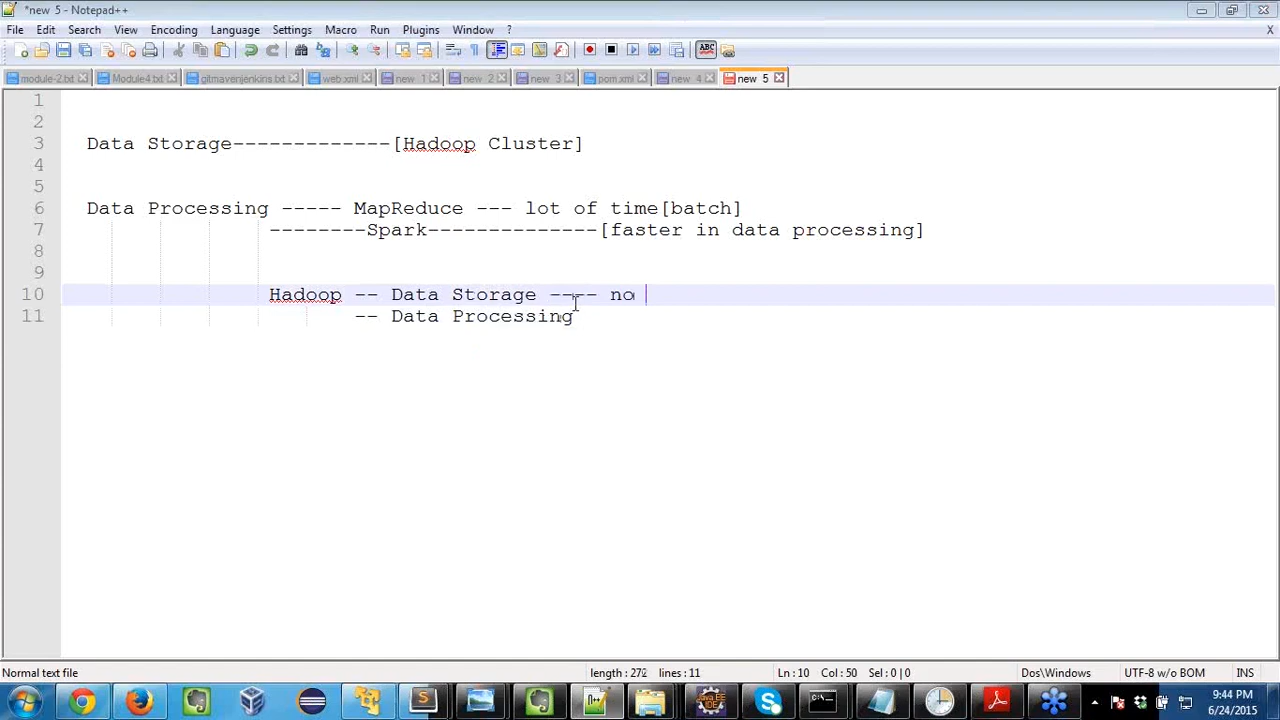 *new 5 - Notepad++
File Edit Search View Encoding Language Settings Macro Run Plugins Window ? X
module-2.txt Module4.txt gitmavenjenkins.txt web.xml new 1 new 2 new 3 pom.xml new 4 new 5
1
2
3 Data Storage-------------[Hadoop Cluster]
4
5
6 Data Processing ----- MapReduce --- lot of time[batch]
7 --------Spark--------------[faster in data processing]
8
9
10 Hadoop -- Data Storage ---- no
11 -- Data Processing
Normal text file length : 272 lines : 11 Ln : 10 Col : 50 Sel : 0 | 0 Dos\Windows UTF-8 w/o BOM INS
9:44 PM
6/24/2015